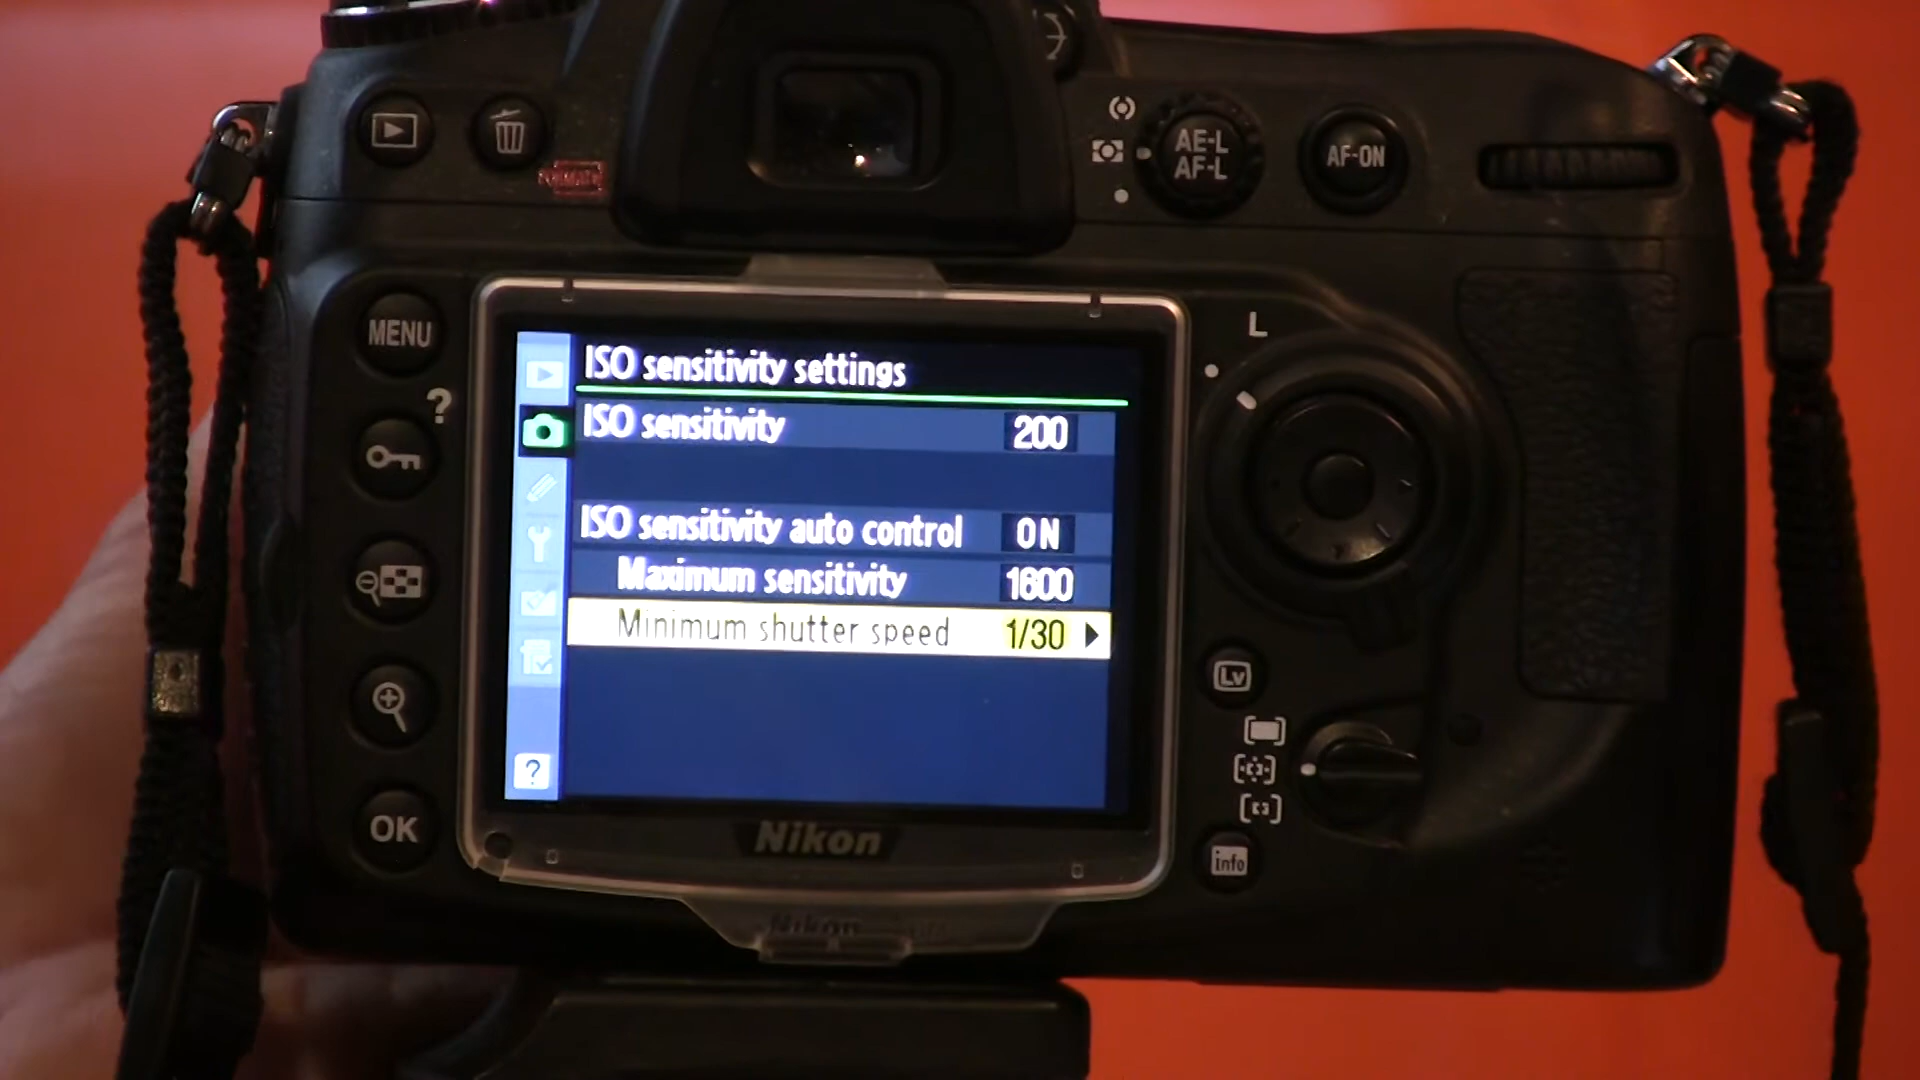 AE-L
AF-L
AF-ON
MENU
?
L
ISO sensitivity settings
ISO sensitivity 200
ISO sensitivity auto control ON
Maximum sensitivity 1600
Minimum shutter speed 1/30
?
Lv
OK
Nikon
info
Nikon